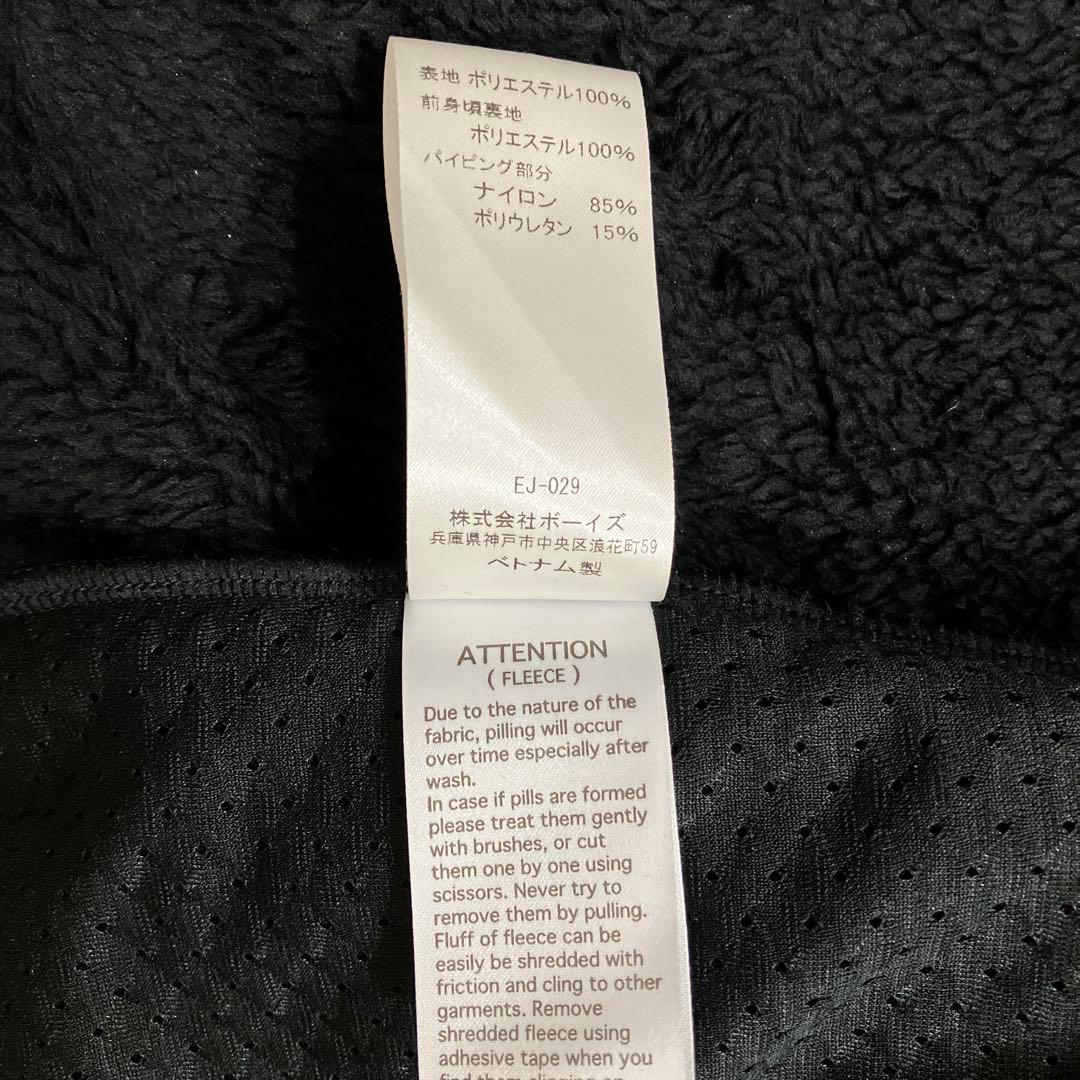 表地 ポリエステル100%
前身頃裏地
ポリエステル100%
パイピング部分
ナイロン 85%
ポリウレタン 15%
EJ-029
株式会社ボーイズ
兵庫県神戸市中央区浪花町59
ベトナム製
ATTENTION
( FLEECE )
Due to the nature of the
fabric, pilling will occur
over time especially after
wash.
In case if pills are formed
please treat them gently
with brushes, or cut
them one by one using
scissors. Never try to
remove them by pulling.
Fluff of fleece can be
easily be shredded with
friction and cling to other
garments. Remove
shredded fleece using
adhesive tape when you
find them clinging on